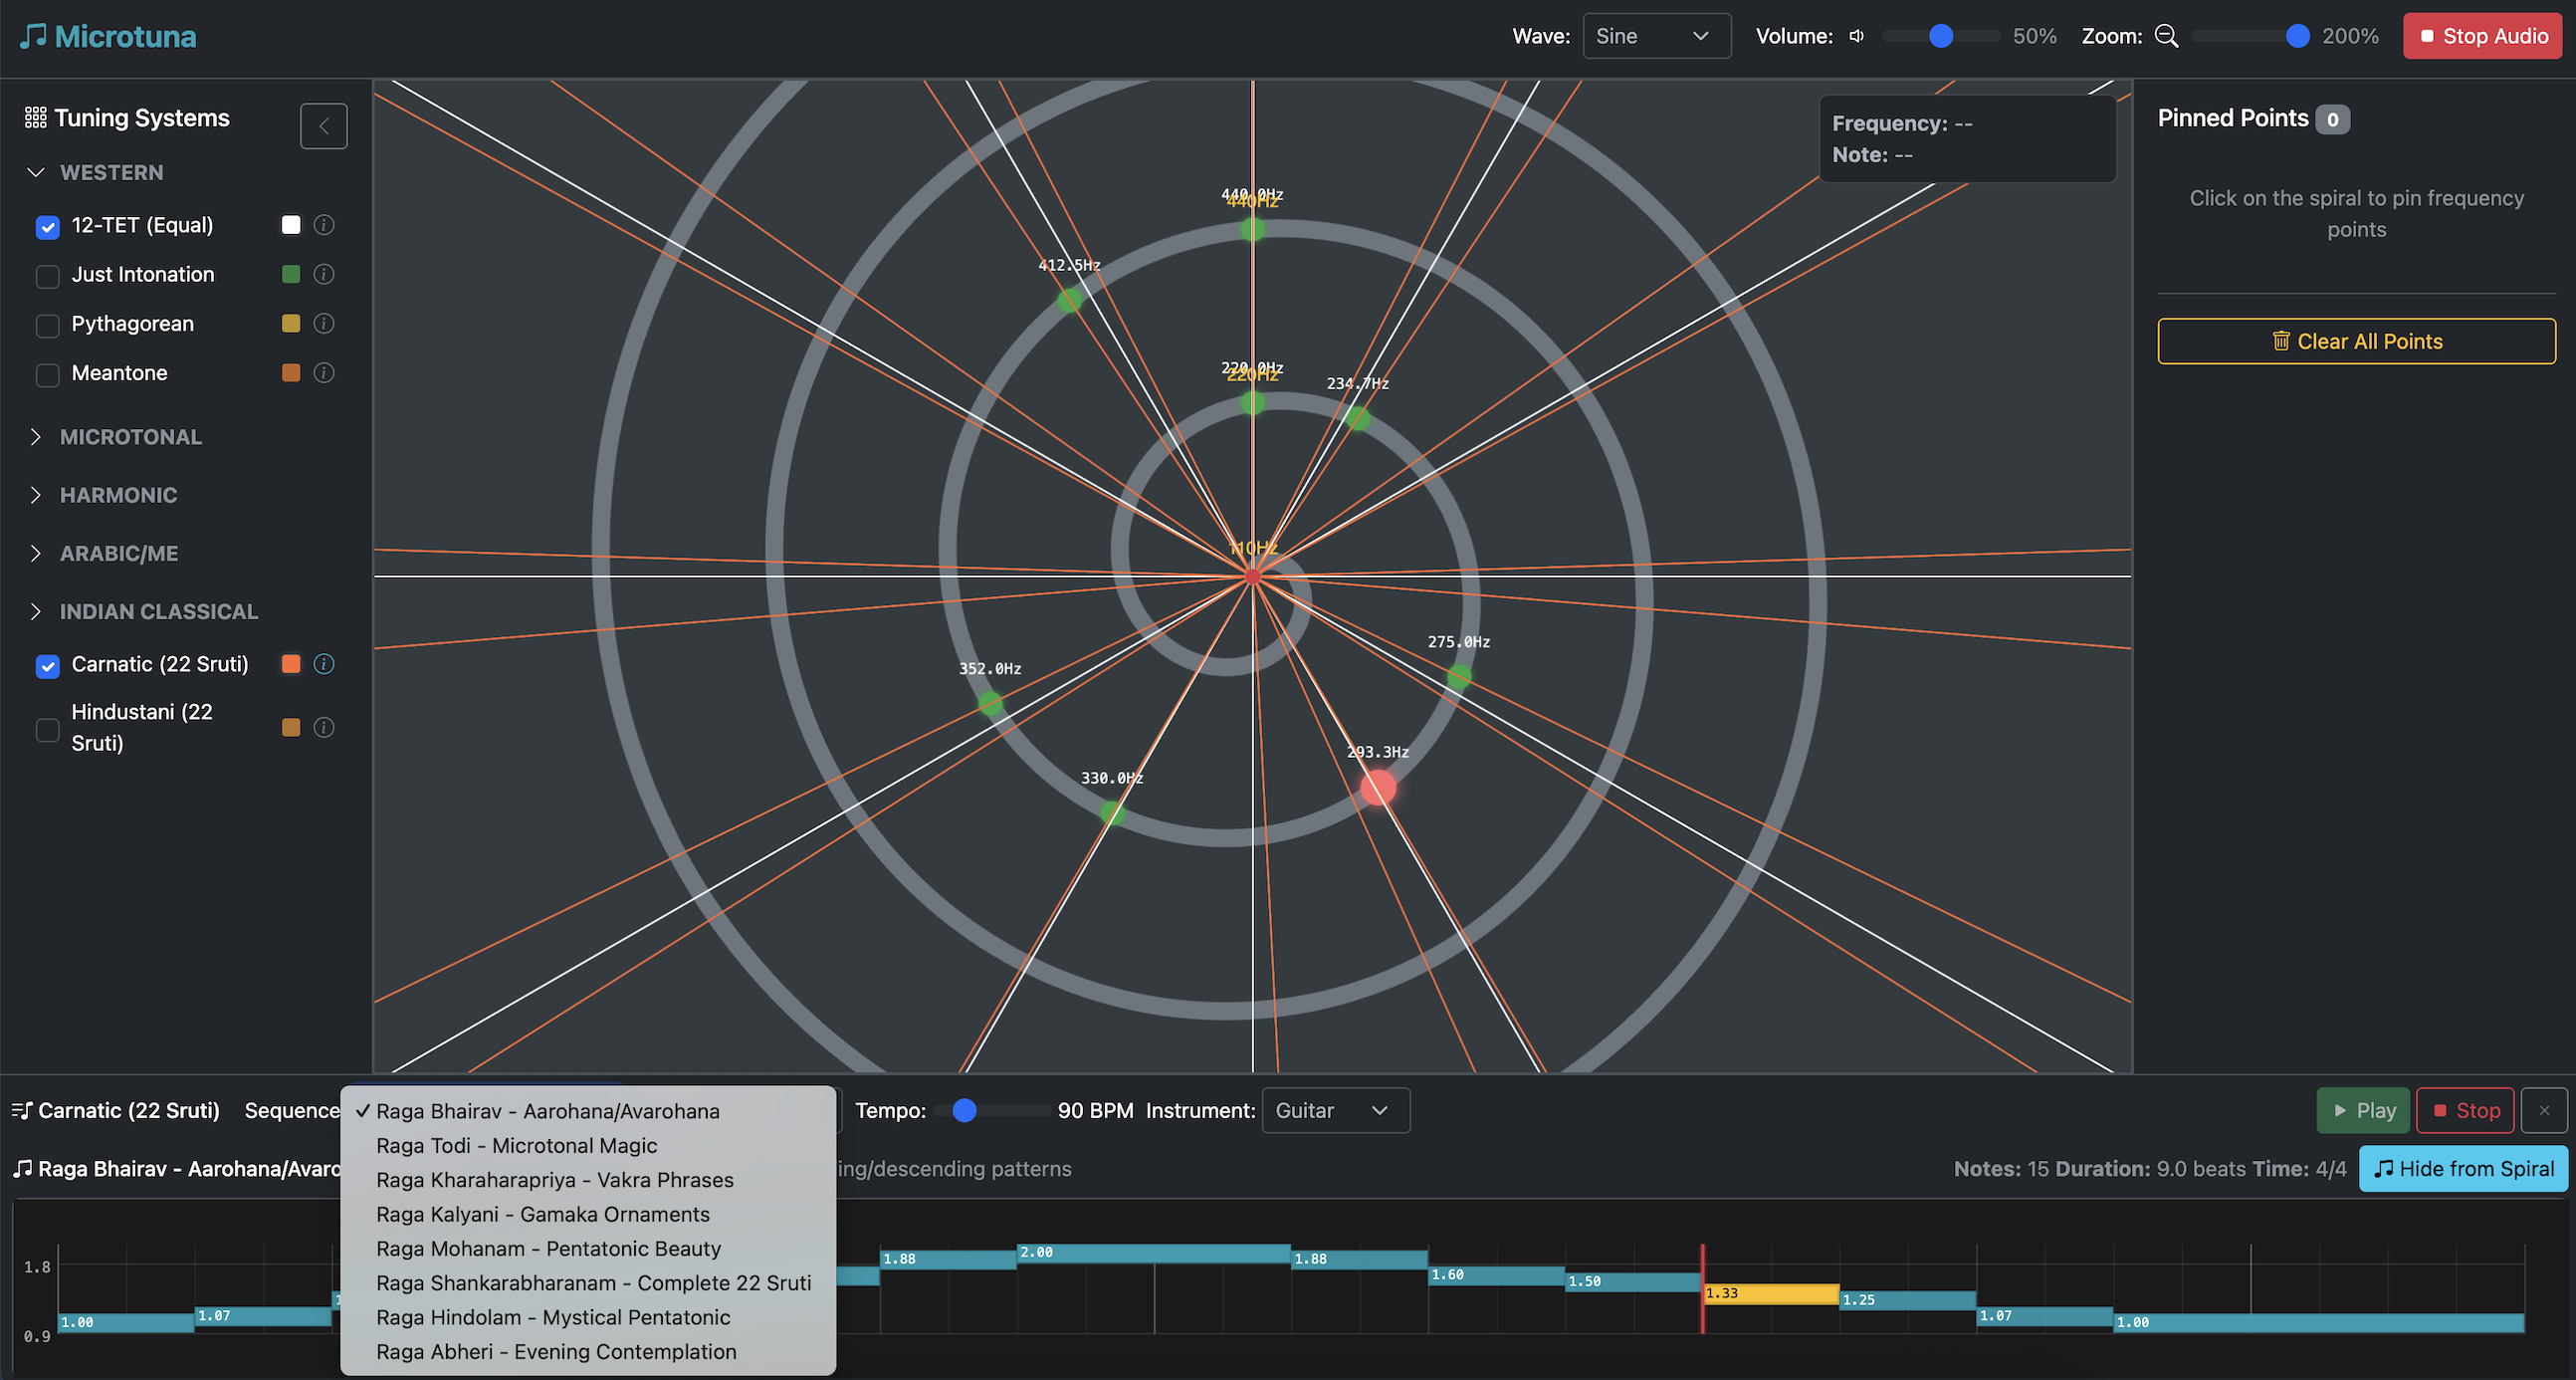 Microtuna
Wave: Sine Volume: 50% Zoom: 200% Stop Audio
Tuning Systems
WESTERN
12-TET (Equal)
Just Intonation
Pythagorean
Meantone
MICROTONAL
HARMONIC
ARABIC/ME
INDIAN CLASSICAL
Carnatic (22 Sruti)
Hindustani (22
Sruti)
Frequency: --
Note: --
440.0Hz
440Hz
412.5Hz
220.0Hz
220Hz
234.7Hz
110Hz
275.0Hz
352.0Hz
293.3Hz
330.0Hz
Pinned Points 0
Click on the spiral to pin frequency
points
Clear All Points
Carnatic (22 Sruti) Sequence
Tempo: 90 BPM Instrument: Guitar
Play Stop ×
✓ Raga Bhairav - Aarohana/Avarohana
Raga Todi - Microtonal Magic
Raga Kharaharapriya - Vakra Phrases
Raga Kalyani - Gamaka Ornaments
Raga Mohanam - Pentatonic Beauty
Raga Shankarabharanam - Complete 22 Sruti
Raga Hindolam - Mystical Pentatonic
Raga Abheri - Evening Contemplation
Raga Bhairav - Aarohana/Avaro
ing/descending patterns
Notes: 15 Duration: 9.0 beats Time: 4/4 Hide from Spiral
1.8
0.9
1.00
1.07
1.88
2.00
1.88
1.60
1.50
1.33
1.25
1.07
1.00